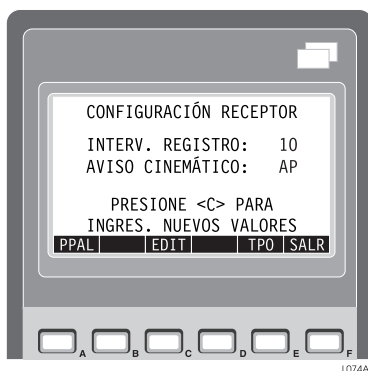 CONFIGURACIÓN RECEPTOR
INTERV. REGISTRO: 10
AVISO CINEMÁTICO: AP
PRESIONE <C> PARA
INGRES. NUEVOS VALORES
PPAL EDIT TPO SALR
A B C D E F
L074A